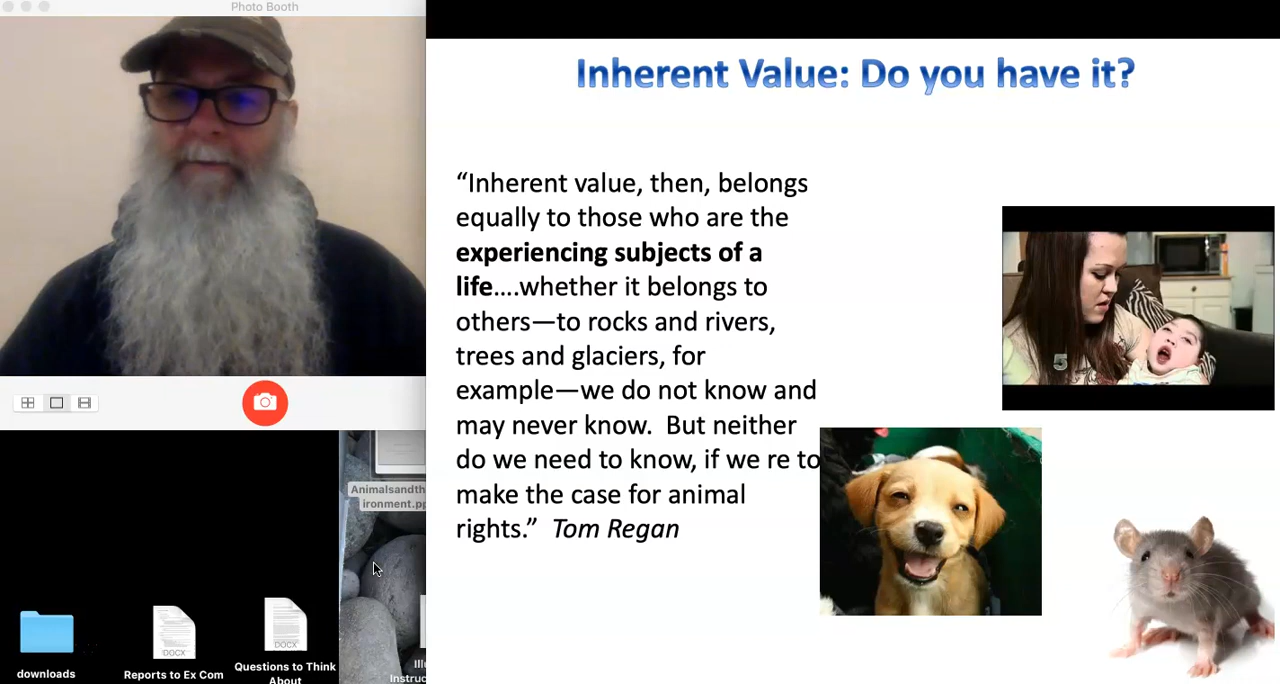 Photo Booth
Inherent Value: Do you have it?
“Inherent value, then, belongs
equally to those who are the
experiencing subjects of a
life....whether it belongs to
others—to rocks and rivers,
trees and glaciers, for
example—we do not know and
may never know.  But neither
do we need to know, if we re to
make the case for animal
rights.”  Tom Regan
5
Animalsandth
ironment.pp
DOCX
DOCX
downloads
Reports to Ex Com
Questions to Think
About
Illu
Instruc